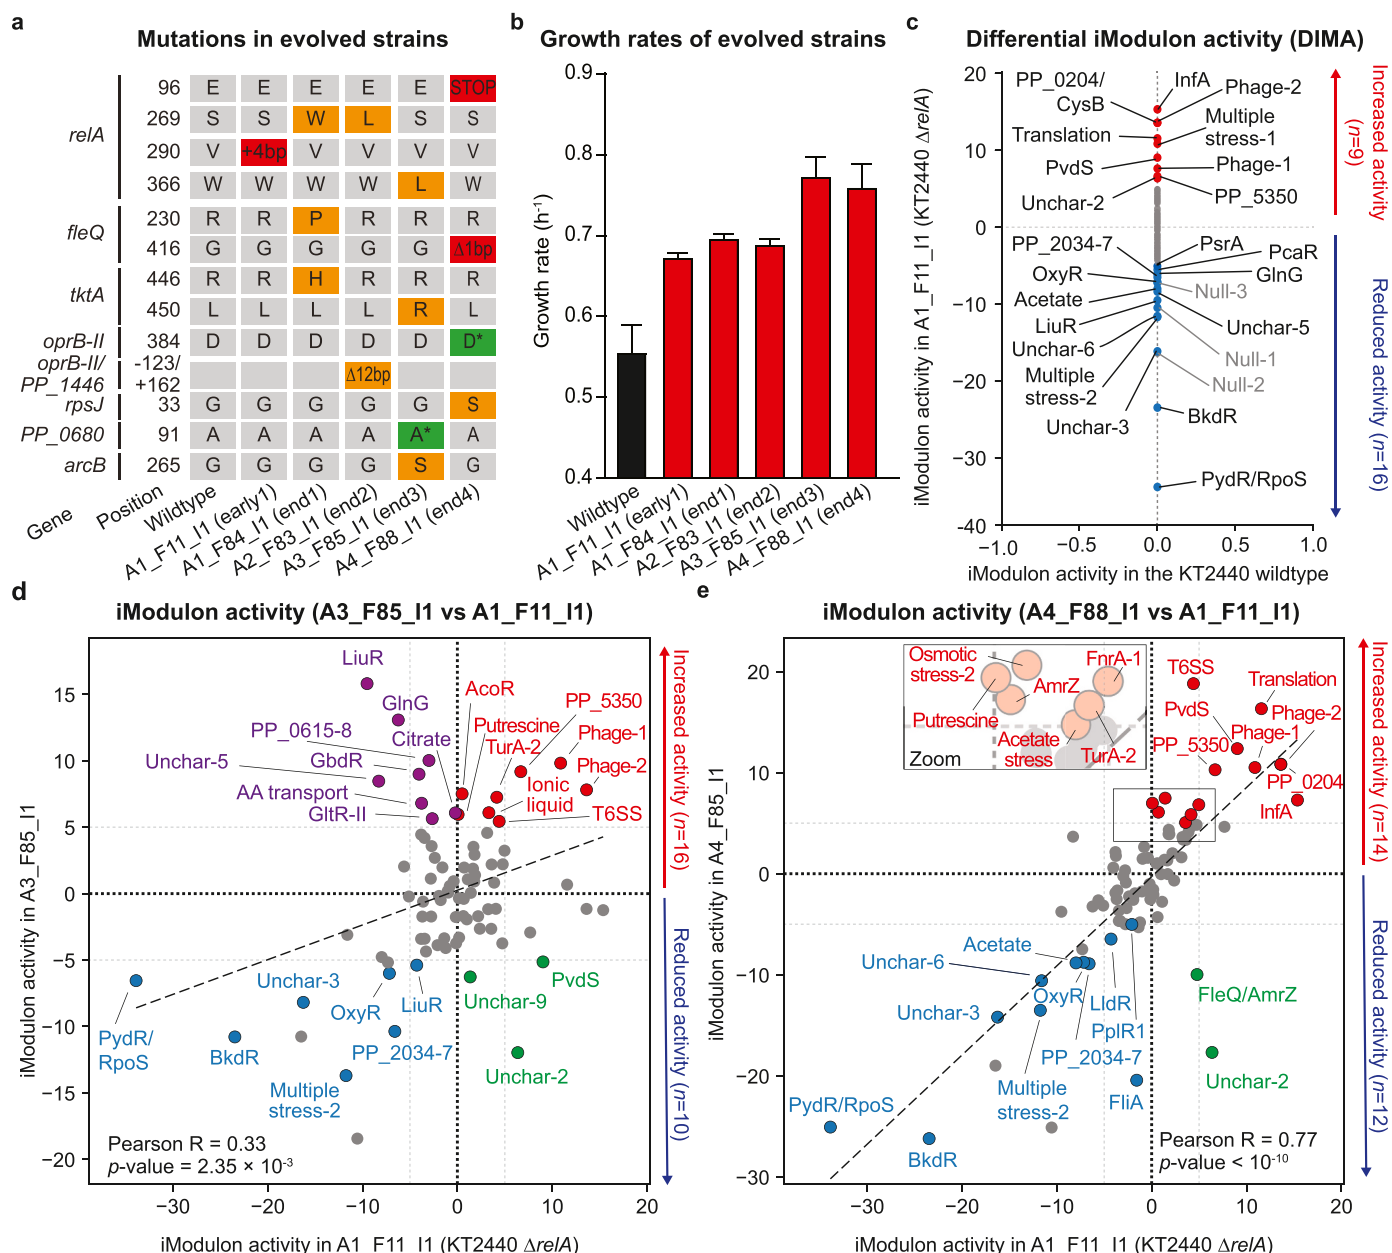 a
Mutations in evolved strains
relA
96 E E E E E STOP
269 S S W L S S
290 V +4bp V V V V
366 W W W W L W
fleQ
230 R R P R R R
416 G G G G G Δ1bp
tktA
446 R R H R R R
450 L L L L R L
oprB-II 384 D D D D D D*
oprB-II/ -123/
PP_1446 +162 Δ12bp
rpsJ 33 G G G G G S
PP_0680 91 A A A A A* A
arcB 265 G G G G S G
Gene
Position
Wildtype
A1_F11_I1 (early1)
A1_F84_I1 (end1)
A2_F83_I1 (end2)
A3_F85_I1 (end3)
A4_F88_I1 (end4)
b
Growth rates of evolved strains
Growth rate (h⁻¹)
0.9
0.8
0.7
0.6
0.5
0.4
Wildtype
A1_F11_I1 (early1)
A1_F84_I1 (end1)
A2_F83_I1 (end2)
A3_F85_I1 (end3)
A4_F88_I1 (end4)
c
Differential iModulon activity (DIMA)
iModulon activity in A1_F11_I1 (KT2440 ΔrelA)
20
10
0
−10
−20
−30
−40
PP_0204/
CysB
InfA
Phage-2
Translation
Multiple
stress-1
PvdS
Phage-1
Unchar-2
PP_5350
PP_2034-7
PsrA
PcaR
OxyR
GlnG
Null-3
Acetate
LiuR
Unchar-5
Unchar-6
Null-1
Multiple
stress-2
Null-2
Unchar-3
BkdR
PydR/RpoS
−1.0 −0.5 0.0 0.5 1.0
iModulon activity in the KT2440 wildtype
Increased activity
(n=9)
Reduced activity (n=16)
d
iModulon activity (A3_F85_I1 vs A1_F11_I1)
iModulon activity in A3_F85_I1
15
10
5
0
−5
−10
−15
−20
LiuR
GlnG
AcoR
PP_5350
PP_0615-8
Citrate
Putrescine
Phage-1
Unchar-5
GbdR
TurA-2
Phage-2
AA transport
Ionic
liquid
GltR-II
T6SS
Unchar-3
OxyR
LiuR
Unchar-9
PvdS
PydR/
RpoS
BkdR
PP_2034-7
Unchar-2
Multiple
stress-2
Pearson R = 0.33
p-value = 2.35 × 10⁻³
−30 −20 −10 0 10 20
iModulon activity in A1_F11_I1 (KT2440 ΔrelA)
Increased activity (n=16)
Reduced activity (n=10)
e
iModulon activity (A4_F88_I1 vs A1_F11_I1)
iModulon activity in A4_F85_I1
20
10
0
−10
−20
−30
Osmotic
stress-2
FnrA-1
AmrZ
Putrescine
Acetate
stress
TurA-2
Zoom
T6SS
Translation
PvdS
Phage-2
Phage-1
PP_5350
PP_0204
InfA
Acetate
Unchar-6
OxyR
LldR
FleQ/AmrZ
Unchar-3
PplR1
PP_2034-7
Multiple
stress-2
FliA
Unchar-2
PydR/RpoS
BkdR
Pearson R = 0.77
p-value < 10⁻¹⁰
−30 −20 −10 0 10 20
iModulon activity in A1_F11_I1 (KT2440 ΔrelA)
Increased activity (n=14)
Reduced activity (n=12)